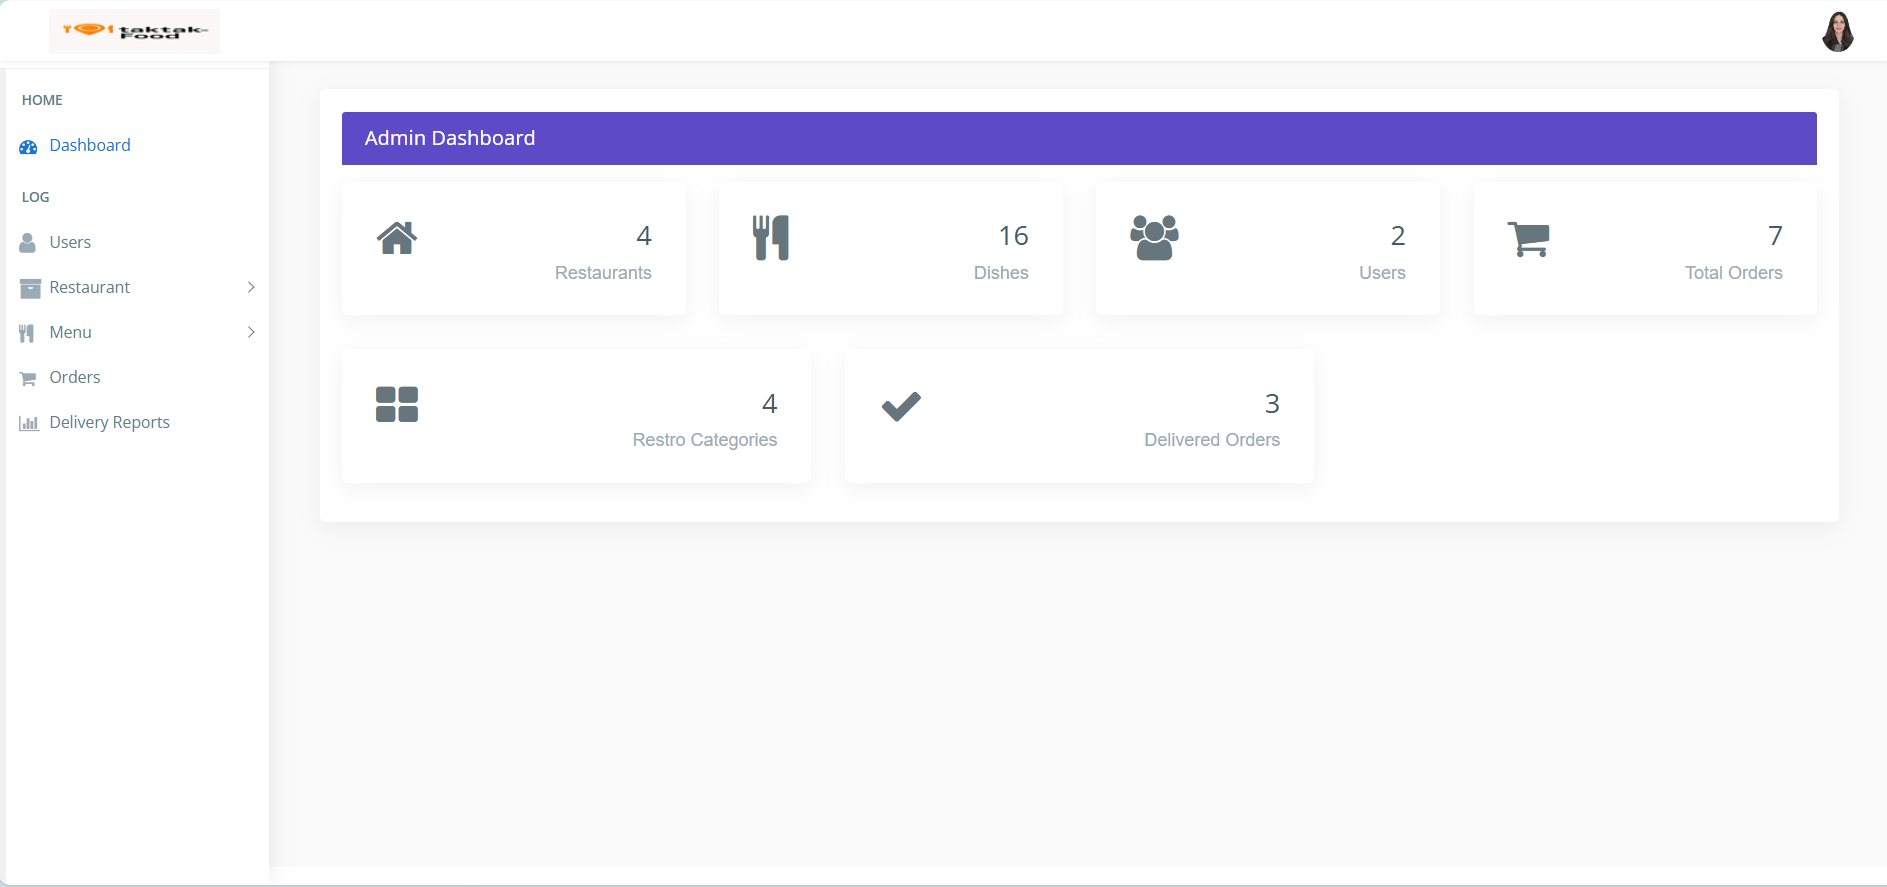 taktak-
Food
HOME
Dashboard
LOG
Users
Restaurant
Menu
Orders
Delivery Reports
Admin Dashboard
4
Restaurants
16
Dishes
2
Users
7
Total Orders
4
Restro Categories
3
Delivered Orders